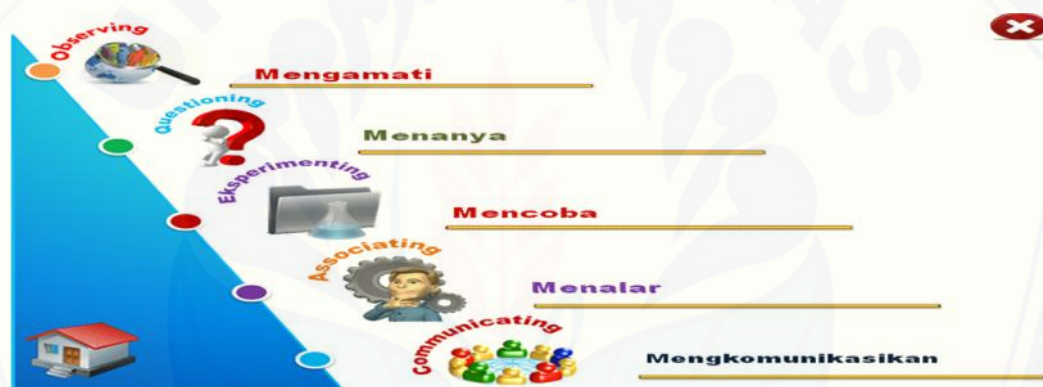 Observing
Mengamati
Questioning
Menanya
Eksperimenting
Mencoba
Associating
Menalar
Communicating
Mengkomunikasikan